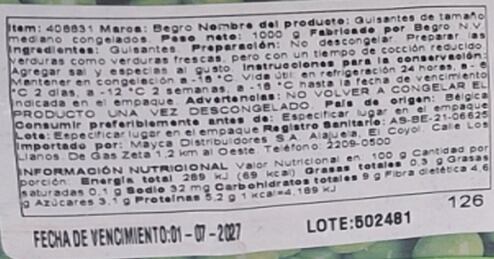 Item: 408831 Marca: Begro Nombre del producto: Guisantes de tamaño
mediano congelados. Peso neto: 1000 g Fabricado por Begro N.V.
Ingredientes: Guisantes. Preparación: No descongelar. Preparar las
verduras como verduras frescas, pero con un tiempo de cocción reducido.
Agregar sal y especias al gusto. Instrucciones para la conservación:
Mantener en congelación a -18 °C Vida útil: en refrigeración 24 horas, a -6
°C 2 días, a -12 °C 2 semanas, a -18 °C hasta la fecha de vencimiento
indicada en el empaque. Advertencia: NO VOLVER A CONGELAR EL
PRODUCTO UNA VEZ DESCONGELADO. País de origen: Bélgica
Consumir preferiblemente antes de: Especificar lugar en el empaque
Lote: Especificar lugar en el empaque Registro Sanitario: AS-BE-21-06625
Importado por: Mayca Distribuidores S.A. Alajuela, El Coyol, Calle Los
Llanos. De Gas Zeta 1,2 km al Oeste. Teléfono: 2209-0500
INFORMACIÓN NUTRICIONAL Valor Nutricional en 100 g Cantidad por
porción: Energía total 289 kJ (69 kcal) Grasas totales 0,3 g Grasas
saturadas 0,1 g Sodio 32 mg Carbohidratos totales 9 g Fibra dietética 4,6
g Azúcares 3,1 g Proteínas 5,2 g 1 kcal=4,189 kJ
126
FECHA DE VENCIMIENTO:01-07-2027 LOTE:502481